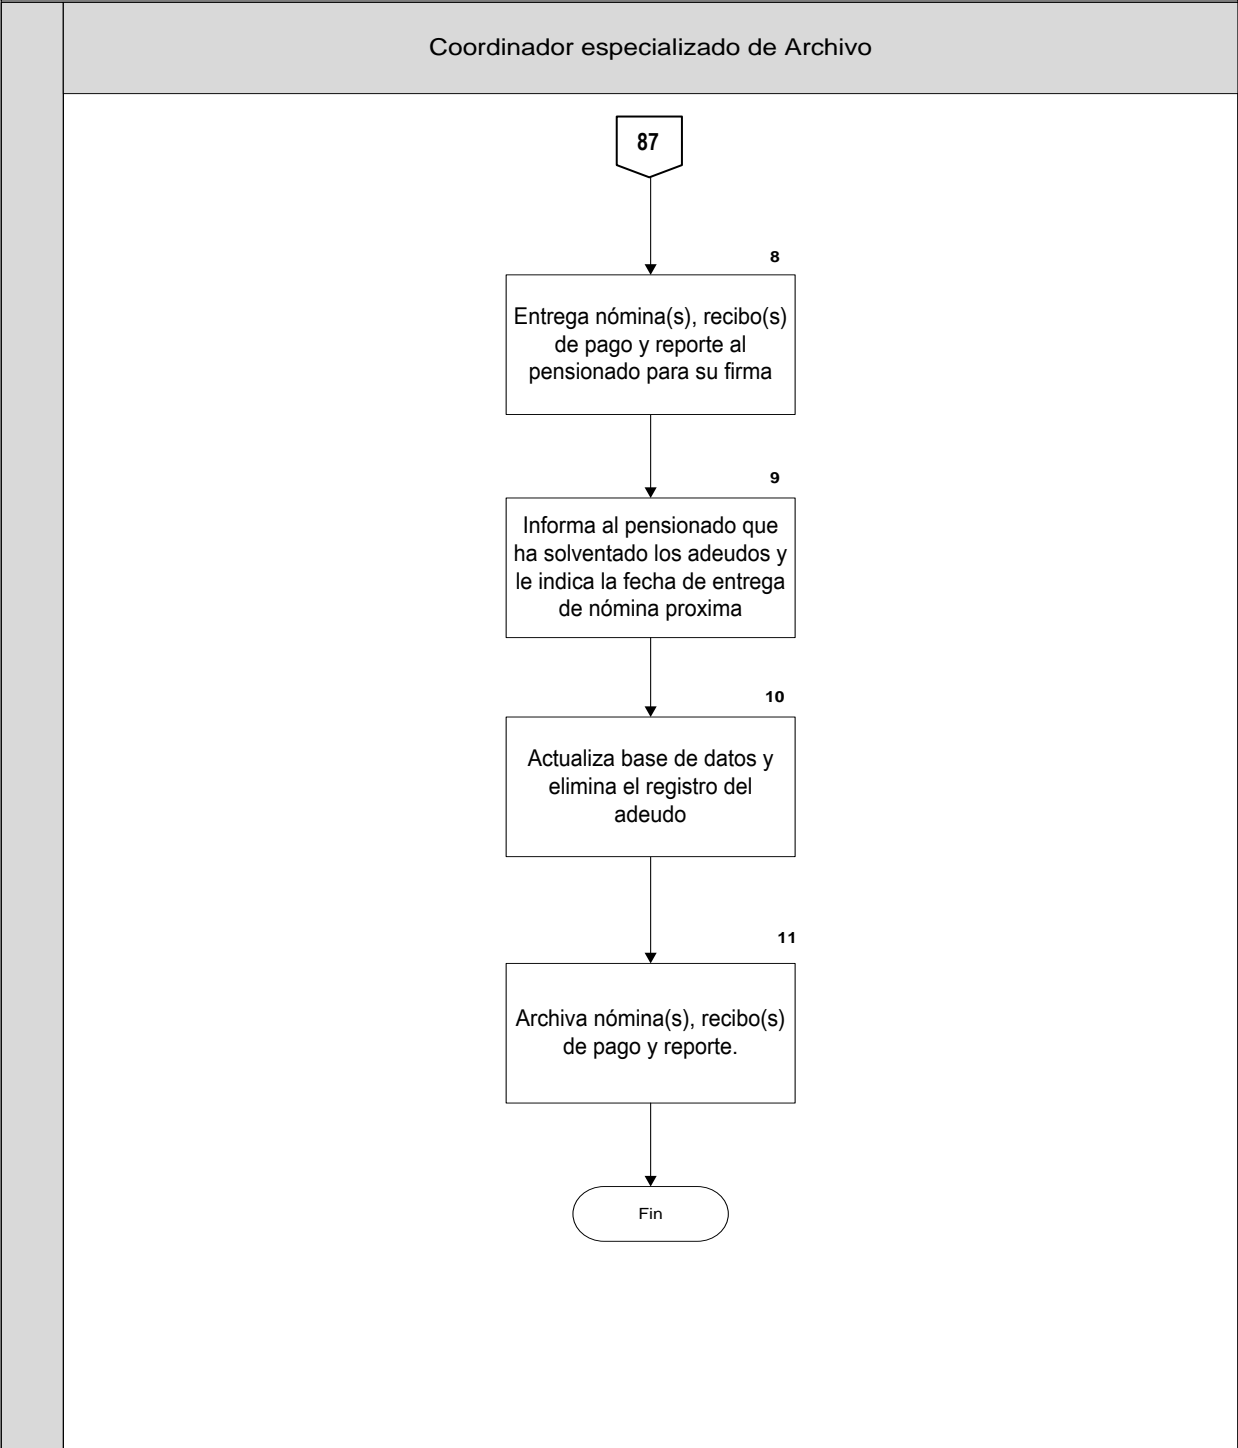 Coordinador especializado de Archivo
87
8
Entrega nómina(s), recibo(s)
de pago y reporte al
pensionado para su firma
9
Informa al pensionado que
ha solventado los adeudos y
le indica la fecha de entrega
de nómina proxima
10
Actualiza base de datos y
elimina el registro del
adeudo
11
Archiva nómina(s), recibo(s)
de pago y reporte.
Fin